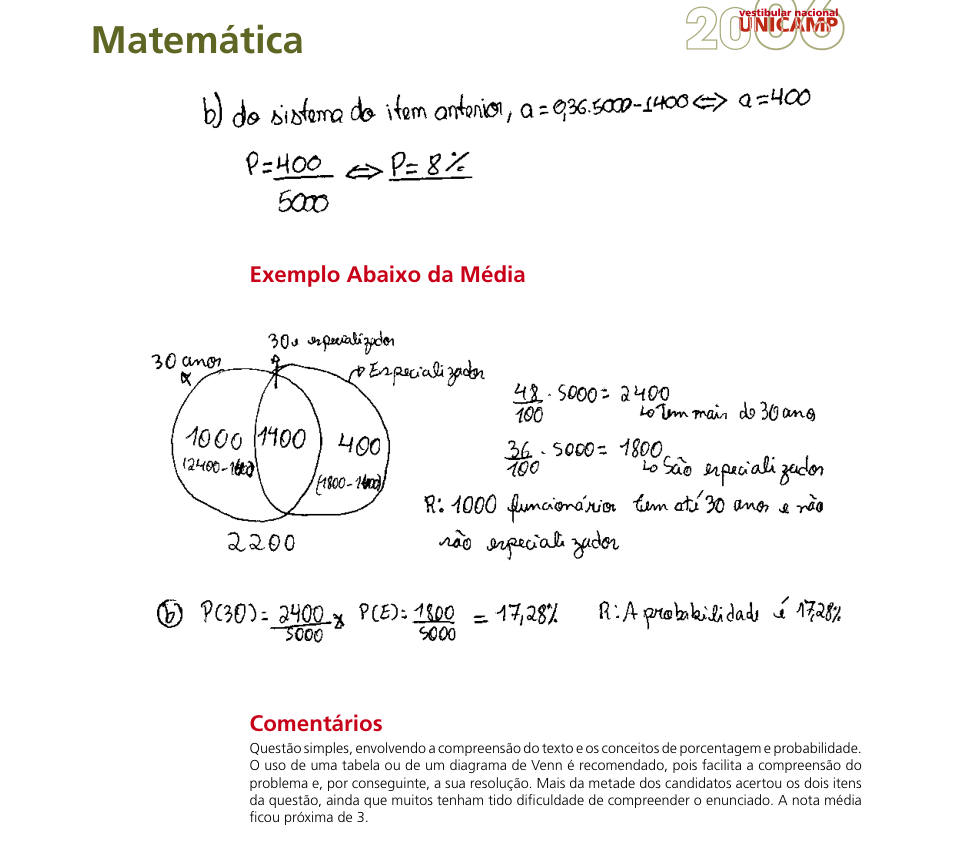 Matemática
2006
vestibular nacional
UNICAMP
b) do sistema do item anterior, a = 0,36.5000-1400 <=> a = 400
P = 400 <=> P = 8%
5000
Exemplo Abaixo da Média
30 e especializados
30 anos
Especializados
48 . 5000 = 2400
100
Tem mais de 30 anos
1000 1400 400
36 . 5000 = 1800
100
São especializados
(2400-1400) (1800-1400)
R: 1000 funcionários tem até 30 anos e não
não especializados
2200
b) P(30) = 2400 x P(E) = 1800 = 17,28% R: A probabilidade é 17,28%
5000 5000
Comentários
Questão simples, envolvendo a compreensão do texto e os conceitos de porcentagem e probabilidade.
O uso de uma tabela ou de um diagrama de Venn é recomendado, pois facilita a compreensão do
problema e, por conseguinte, a sua resolução. Mais da metade dos candidatos acertou os dois itens
da questão, ainda que muitos tenham tido dificuldade de compreender o enunciado. A nota média
ficou próxima de 3.